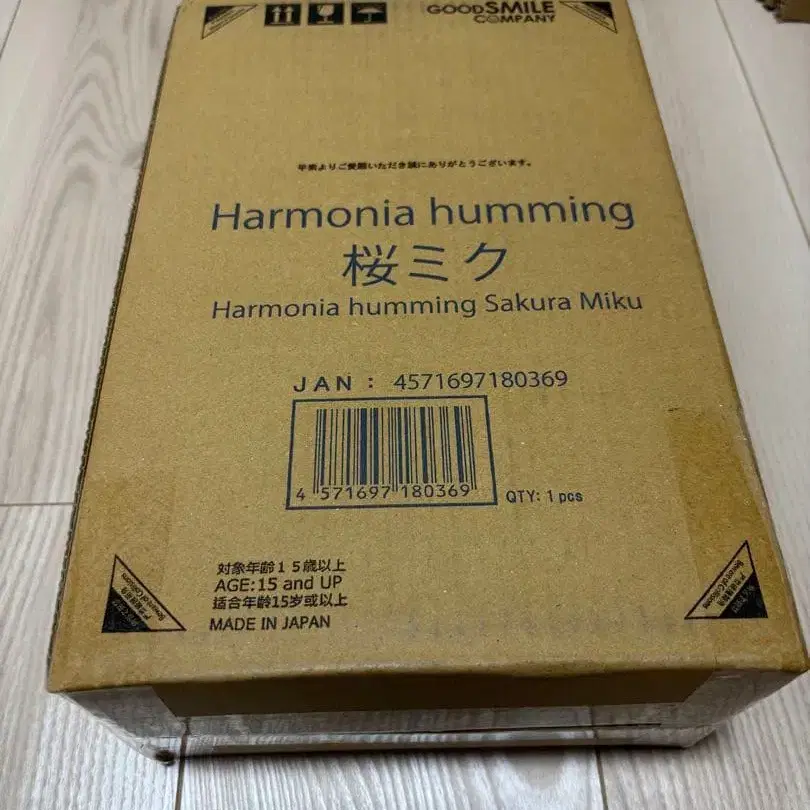 GOODSMILE
COMPANY
平素よりご愛顧いただき誠にありがとうございます。
Harmonia humming
桜ミク
Harmonia humming Sakura Miku
JAN： 4571697180369
4 571697 180369
QTY: 1 pcs
対象年齢１５歳以上
AGE:15 and UP
适合年龄15岁或以上
MADE IN JAPAN